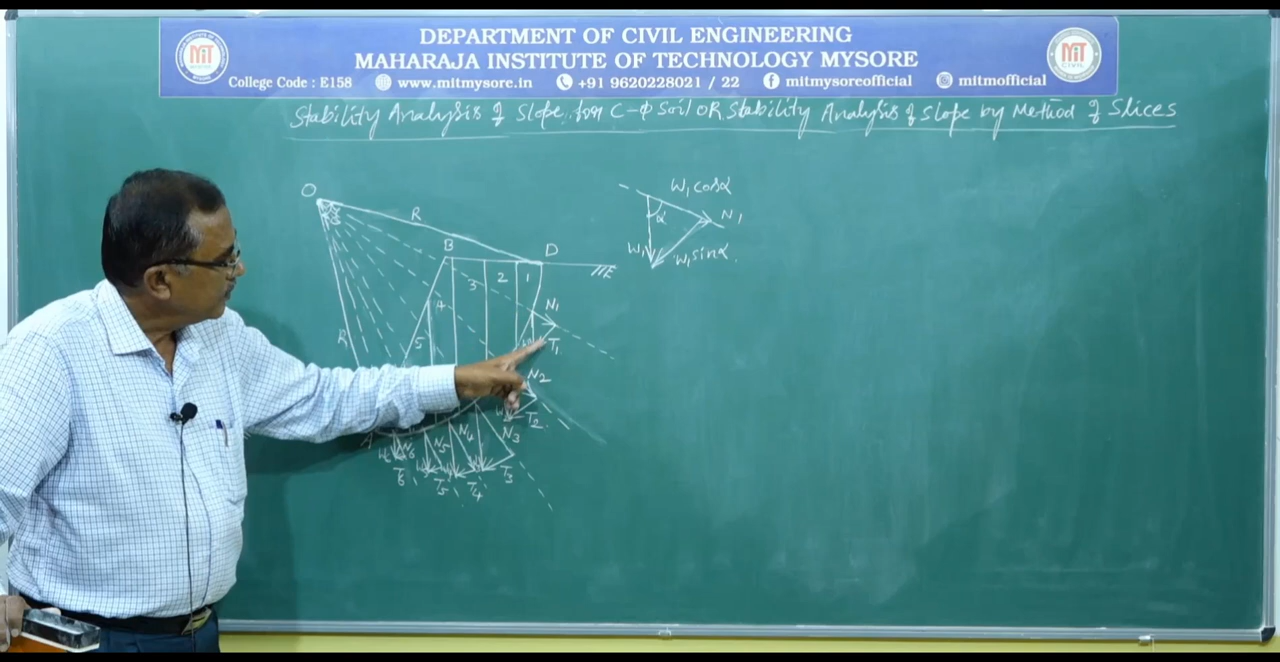 DEPARTMENT OF CIVIL ENGINEERING
MAHARAJA INSTITUTE OF TECHNOLOGY MYSORE
College Code : E158 www.mitmysore.in +91 9620228021 / 22 mitmysoreofficial mitmofficial
MiT
MiT
CIVIL
Stability Analysis of Slope for C-Φ Soil OR Stability Analysis of Slope by Method of Slices
O
R
B
D
E
R
1
2
3
4
5
A
N1
T1
N2
T2
N3
T3
N4
T4
N5
T5
T6
W1 cosα
α
N1
W1
W1 sinα